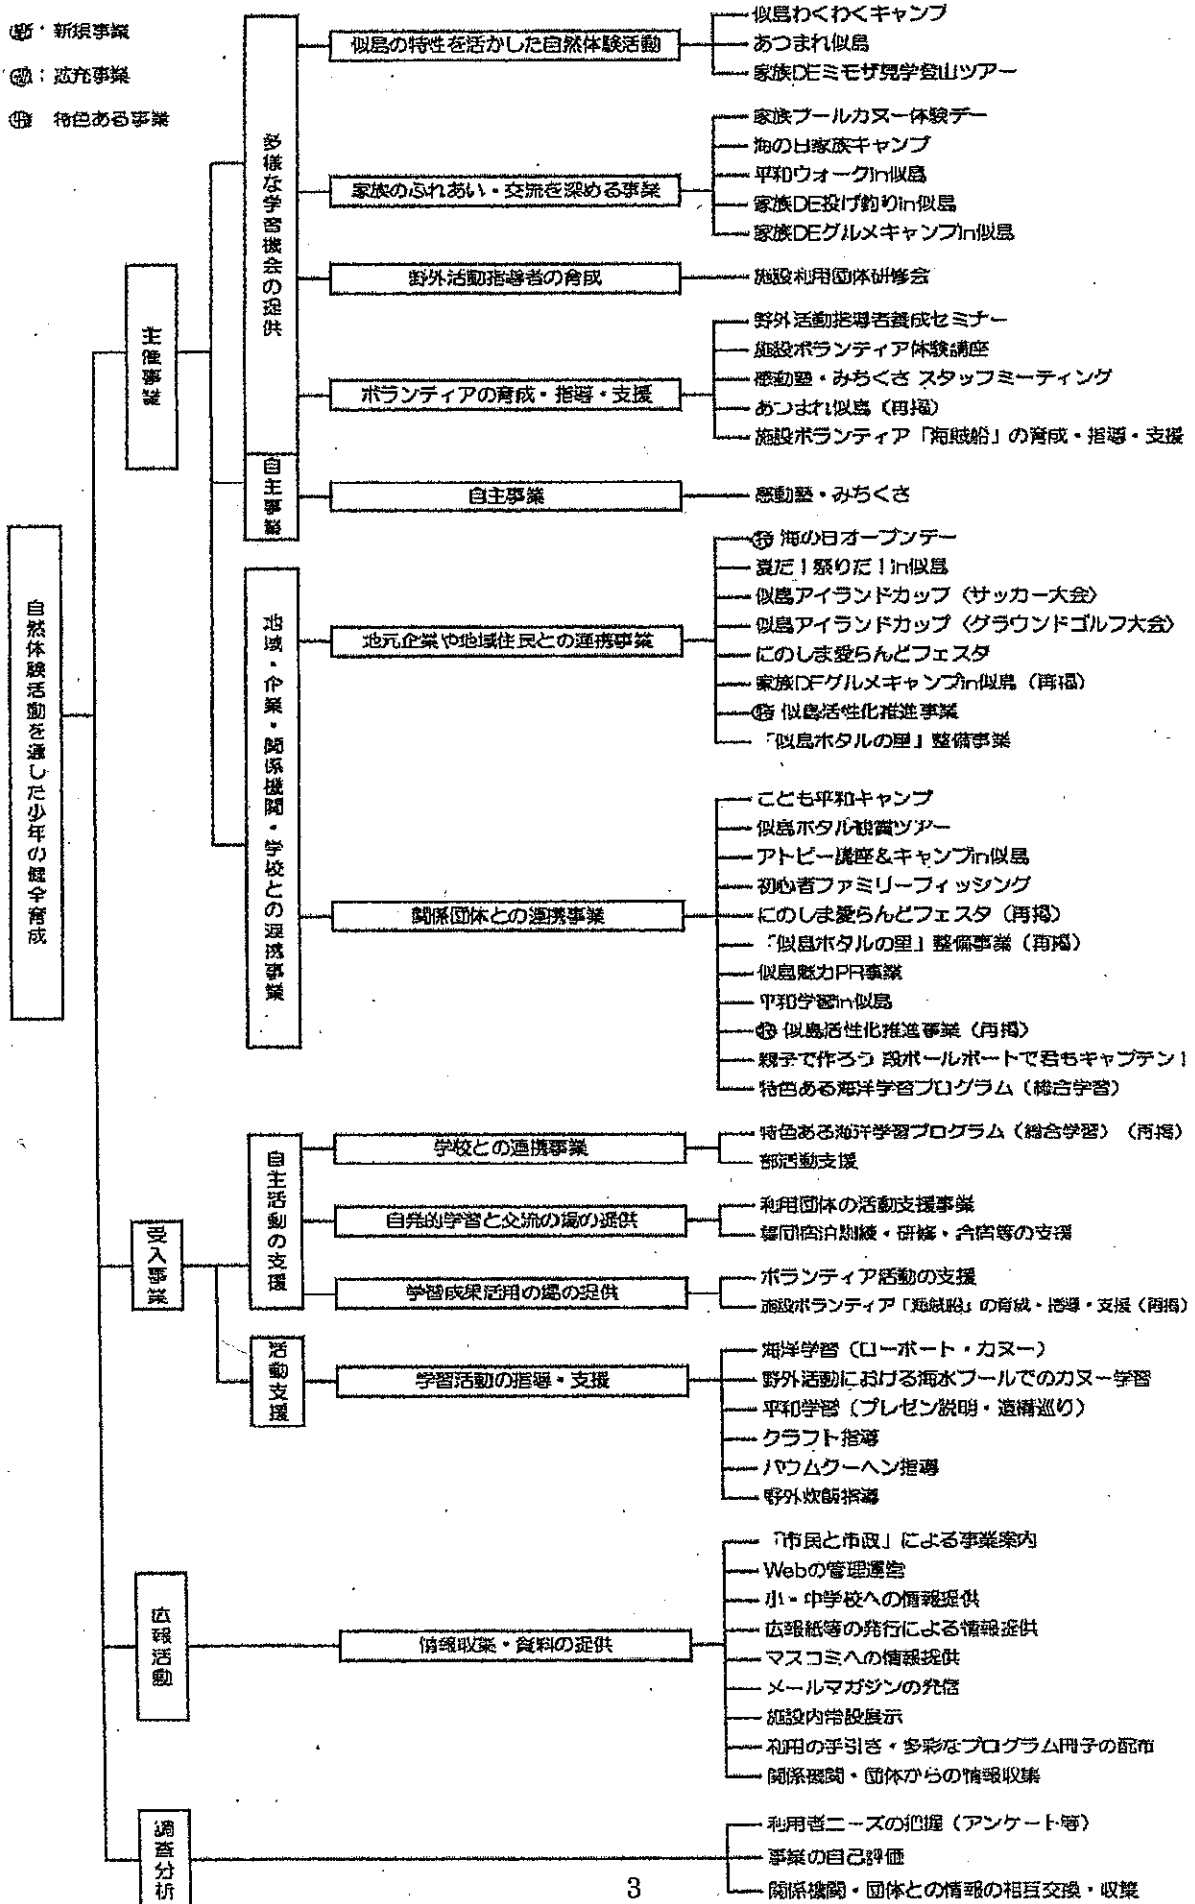 新：新規事業
拡：拡充事業
特 特色ある事業
自然体験活動を通した少年の健全育成
主催事業
多様な学習機会の提供
似島の特性を活かした自然体験活動
似島わくわくキャンプ
あつまれ似島
家族DEミモザ見学登山ツアー
家族のふれあい・交流を深める事業
家族プールカヌー体験デー
海の日家族キャンプ
平和ウォークin似島
家族DE投げ釣りin似島
家族DEグルメキャンプin似島
野外活動指導者の育成
施設利用団体研修会
ボランティアの育成・指導・支援
野外活動指導者養成セミナー
施設ボランティア体験講座
感動塾・みちくさ スタッフミーティング
あつまれ似島（再掲）
施設ボランティア「海賊船」の育成・指導・支援
自主事業
自主事業
感動塾・みちくさ
地域・企業・関係機関・学校との連携事業
地元企業や地域住民との連携事業
特 海の日オープンデー
夏だ！祭りだ！in似島
似島アイランドカップ〈サッカー大会〉
似島アイランドカップ〈グラウンドゴルフ大会〉
にのしま愛らんどフェスタ
家族DEグルメキャンプin似島（再掲）
特 似島活性化推進事業
「似島ホタルの里」整備事業
関係団体との連携事業
こども平和キャンプ
似島ホタル観賞ツアー
アトピー講座&キャンプin似島
初心者ファミリーフィッシング
にのしま愛らんどフェスタ（再掲）
「似島ホタルの里」整備事業（再掲）
似島魅力PR事業
平和学習in似島
特 似島活性化推進事業（再掲）
親子で作ろう 段ボールボートで君もキャプテン！
特色ある海洋学習プログラム（総合学習）
受入事業
自主活動の支援
学校との連携事業
特色ある海洋学習プログラム（総合学習）（再掲）
部活動支援
自発的学習と交流の場の提供
利用団体の活動支援事業
集団宿泊訓練・研修・合宿等の支援
学習成果活用の場の提供
ボランティア活動の支援
施設ボランティア「海賊船」の育成・指導・支援（再掲）
活動支援
学習活動の指導・支援
海洋学習（ローボート・カヌー）
野外活動における海水プールでのカヌー学習
平和学習（プレゼン説明・遺構巡り）
クラフト指導
バウムクーヘン指導
野外炊飯指導
広報活動
情報収集・資料の提供
「市民と市政」による事業案内
Webの管理運営
小・中学校への情報提供
広報紙等の発行による情報提供
マスコミへの情報提供
メールマガジンの発信
施設内常設展示
利用の手引き・多彩なプログラム冊子の配布
関係機関・団体からの情報収集
調査分析
利用者ニーズの把握（アンケート等）
事業の自己評価
関係機関・団体との情報の相互交換・収集
3